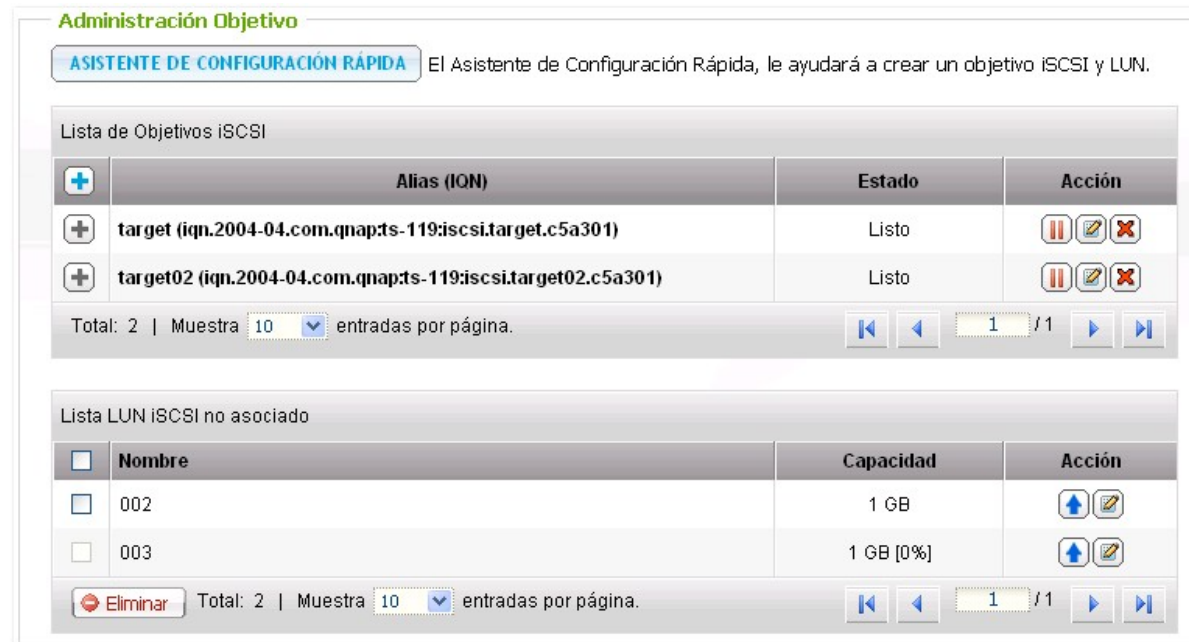 Administración Objetivo
ASISTENTE DE CONFIGURACIÓN RÁPIDA El Asistente de Configuración Rápida, le ayudará a crear un objetivo iSCSI y LUN.
Lista de Objetivos iSCSI
Alias (IQN) Estado Acción
target (iqn.2004-04.com.qnap:ts-119:iscsi.target.c5a301) Listo
target02 (iqn.2004-04.com.qnap:ts-119:iscsi.target02.c5a301) Listo
Total: 2 | Muestra 10 entradas por página. 1 / 1
Lista LUN iSCSI no asociado
Nombre Capacidad Acción
002 1 GB
003 1 GB [0%]
Eliminar Total: 2 | Muestra 10 entradas por página. 1 / 1